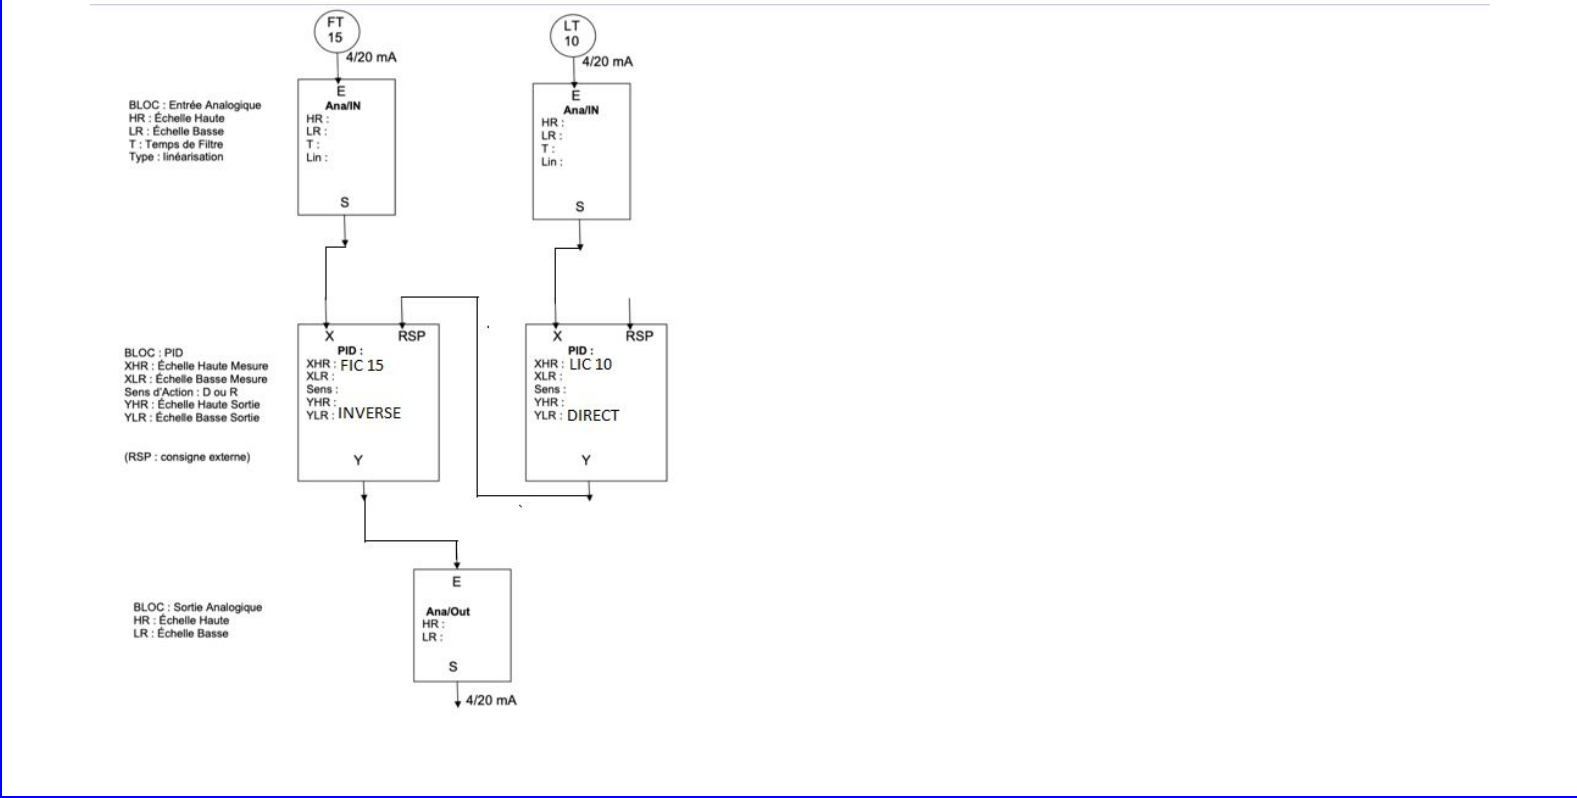 FT
15
4/20 mA
LT
10
4/20 mA
BLOC : Entrée Analogique
HR : Échelle Haute
LR : Échelle Basse
T : Temps de Filtre
Type : linéarisation
E
Ana/IN
HR :
LR :
T :
Lin :
S
E
Ana/IN
HR :
LR :
T :
Lin :
S
BLOC : PID
XHR : Échelle Haute Mesure
XLR : Échelle Basse Mesure
Sens d'Action : D ou R
YHR : Échelle Haute Sortie
YLR : Échelle Basse Sortie
(RSP : consigne externe)
X RSP
PID :
XHR : FIC 15
XLR :
Sens :
YHR :
YLR : INVERSE
Y
X RSP
PID :
XHR : LIC 10
XLR :
Sens :
YHR :
YLR : DIRECT
Y
BLOC : Sortie Analogique
HR : Échelle Haute
LR : Échelle Basse
E
Ana/Out
HR :
LR :
S
4/20 mA